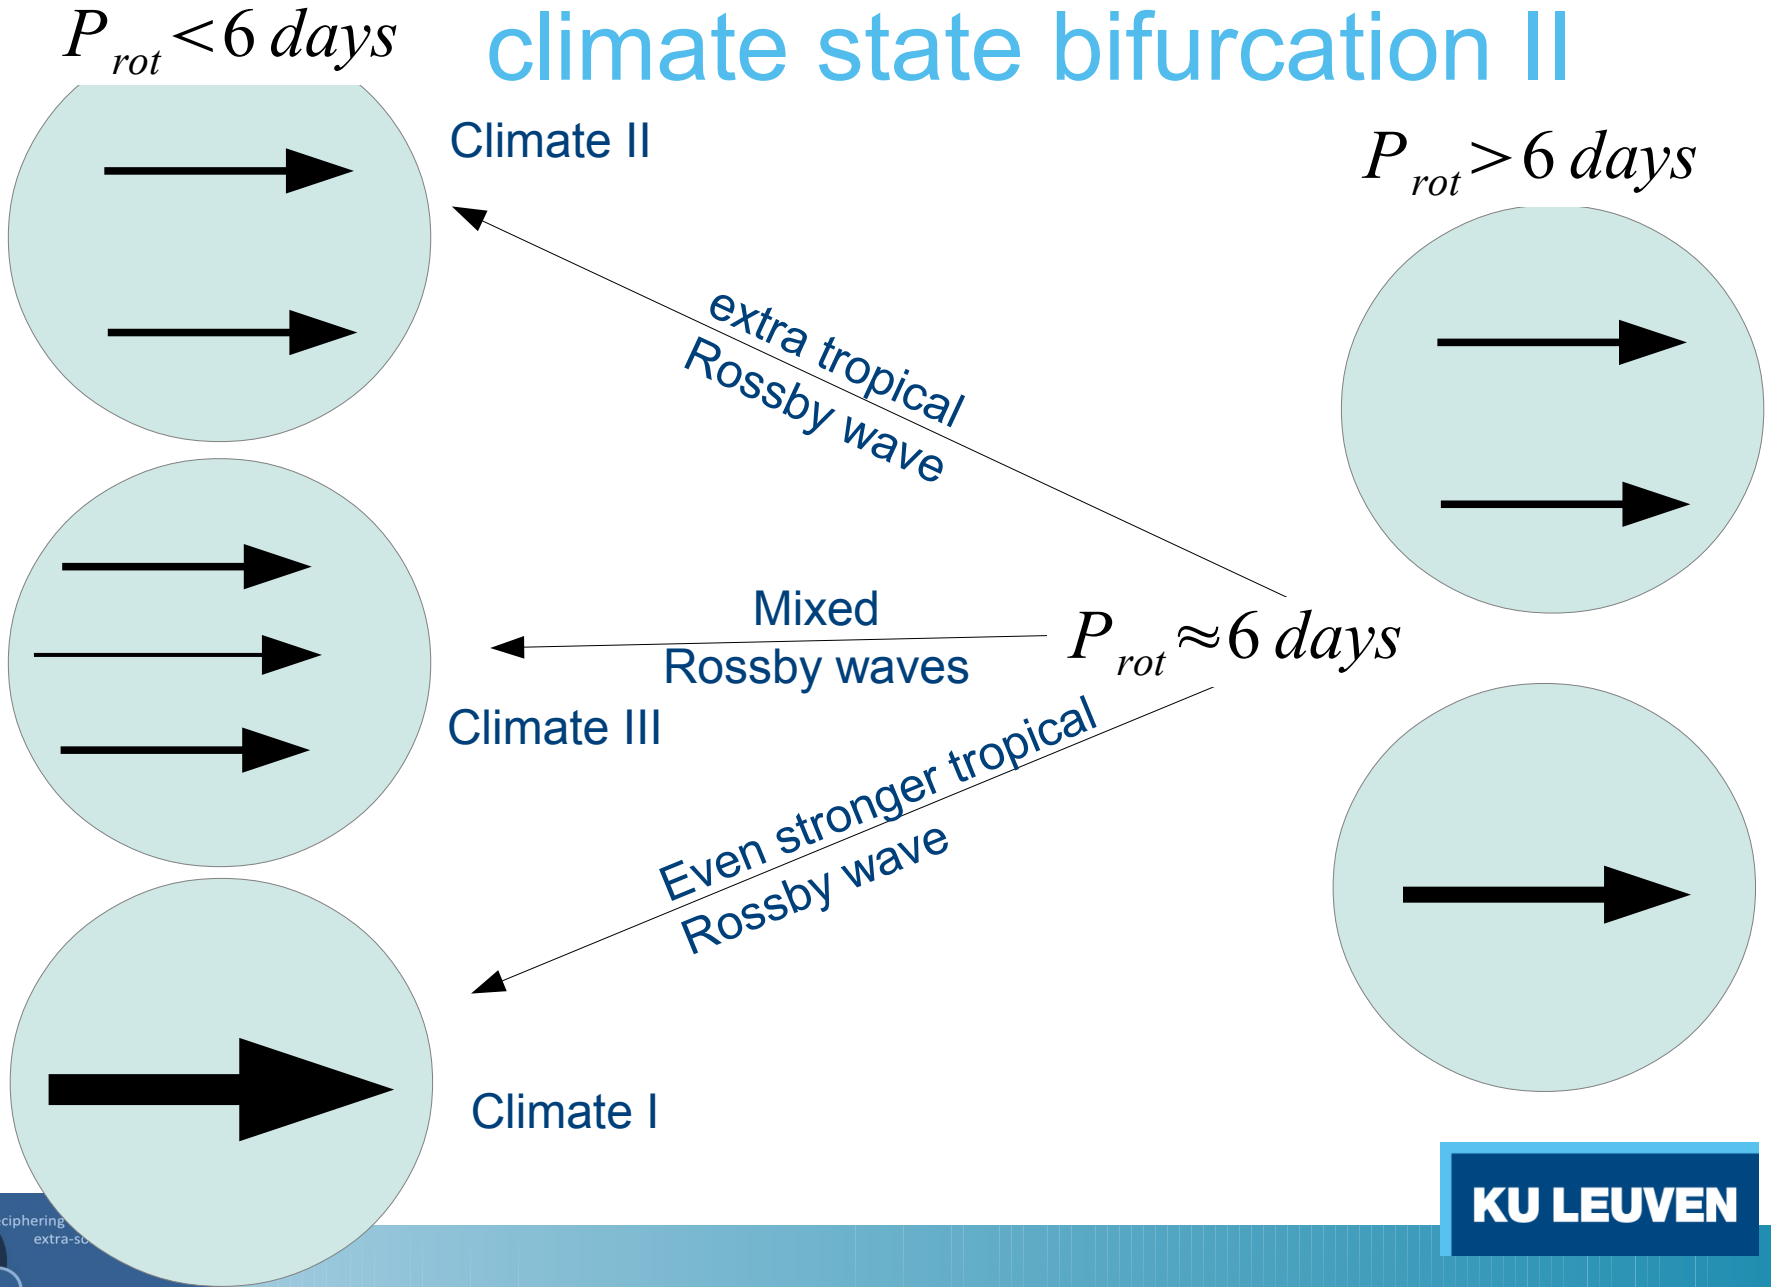 P rot < 6 days
climate state bifurcation II
Climate II
P rot > 6 days
extra tropical
Rossby wave
Mixed
Rossby waves
P rot ≈ 6 days
Climate III
Even stronger tropical
Rossby wave
Climate I
KU LEUVEN